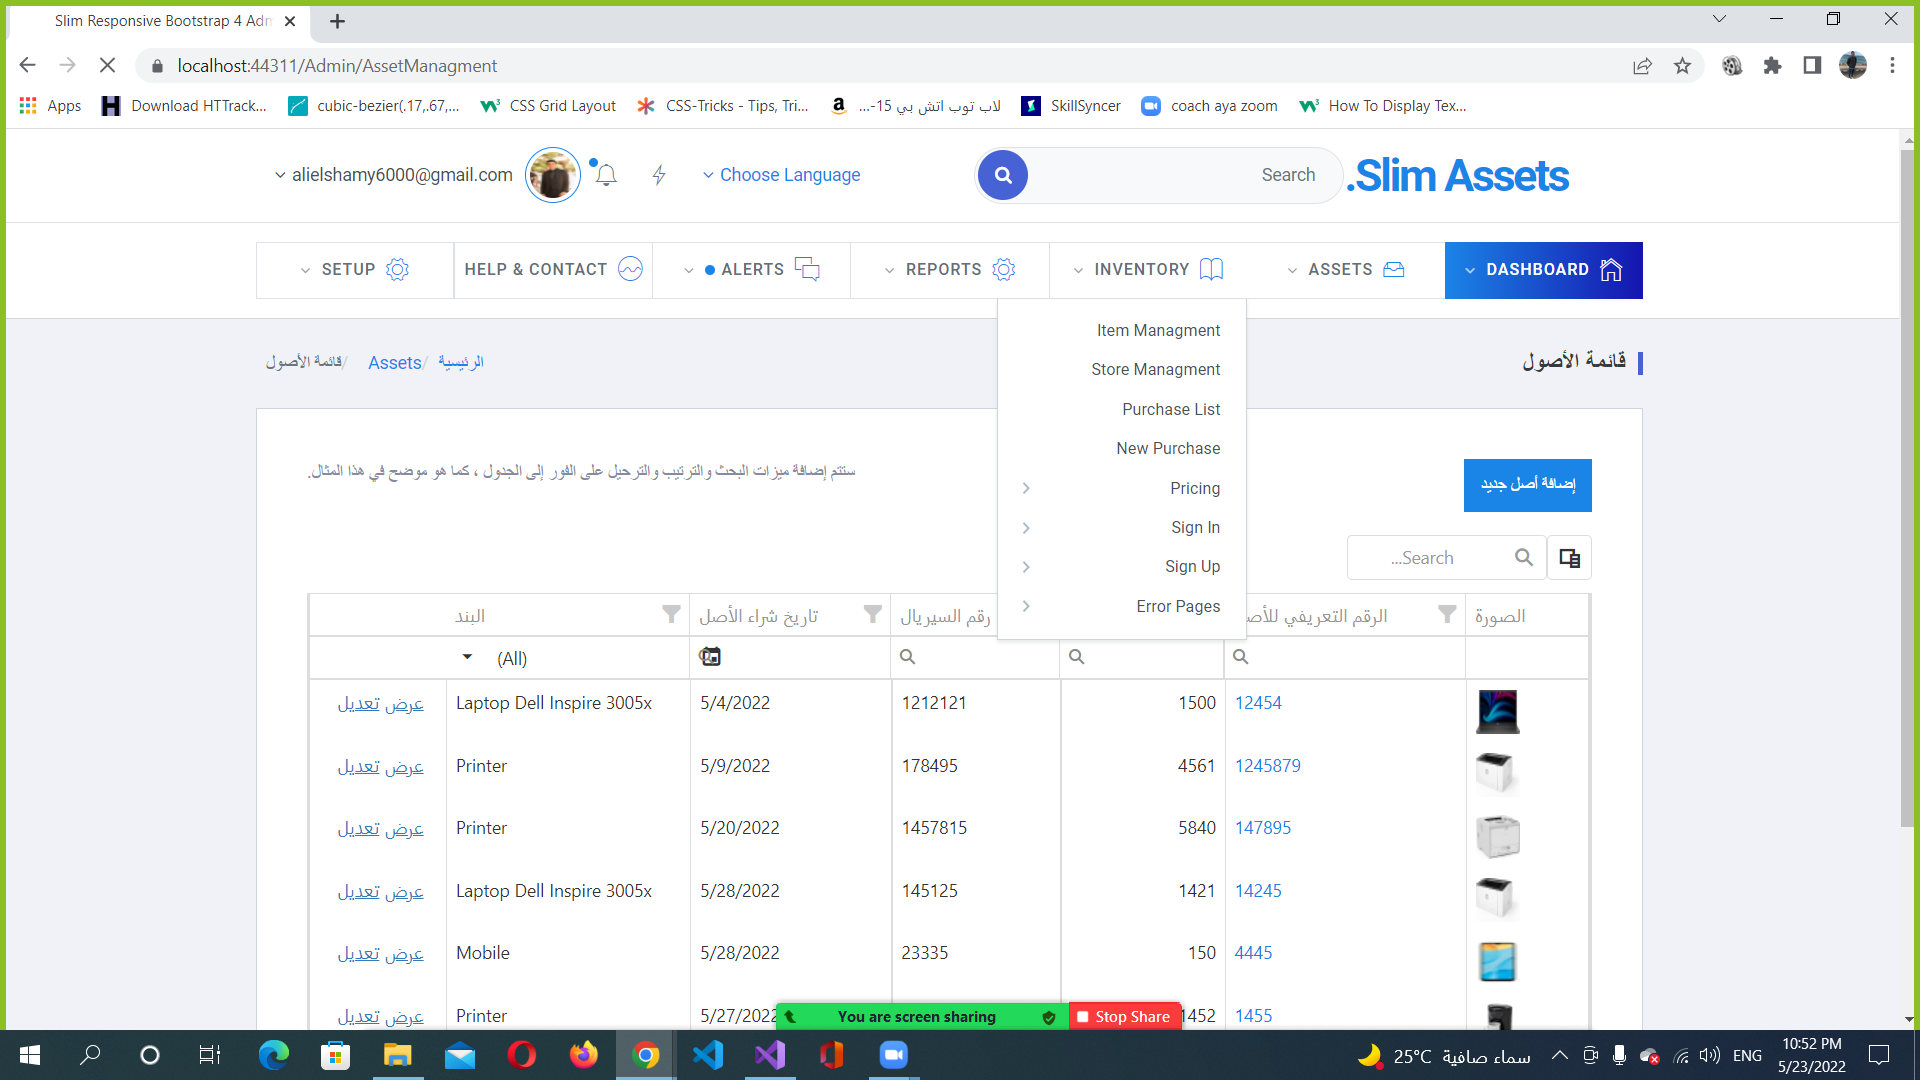 Slim Responsive Bootstrap 4 Adm
localhost:44311/Admin/AssetManagment
Apps
Download HTTrack...
cubic-bezier(.17,.67,...
CSS Grid Layout
CSS-Tricks - Tips, Tri...
لاب توب اتش بي 15-...
SkillSyncer
coach aya zoom
How To Display Tex...
alielshamy6000@gmail.com
Choose Language
Search
.Slim Assets
SETUP
HELP & CONTACT
ALERTS
REPORTS
INVENTORY
ASSETS
DASHBOARD
Item Managment
Store Managment
Purchase List
New Purchase
Pricing
Sign In
Sign Up
Error Pages
قائمة الأصول
الرئيسية /Assets /قائمة الأصول
ستتم إضافة ميزات البحث والترتيب والترحيل على الفور إلى الجدول ، كما هو موضح في هذا المثال.
إضافة أصل جديد
...Search
الصورة
الرقم التعريفي للأص
رقم السيريال
تاريخ شراء الأصل
البند
(All)
12454 1500 1212121 5/4/2022 Laptop Dell Inspire 3005x عرض تعديل
1245879 4561 178495 5/9/2022 Printer عرض تعديل
147895 5840 1457815 5/20/2022 Printer عرض تعديل
14245 1421 145125 5/28/2022 Laptop Dell Inspire 3005x عرض تعديل
4445 150 23335 5/28/2022 Mobile عرض تعديل
1455 1452 5/27/2022 Printer عرض تعديل
You are screen sharing
Stop Share
25°C سماء صافية
ENG
10:52 PM
5/23/2022